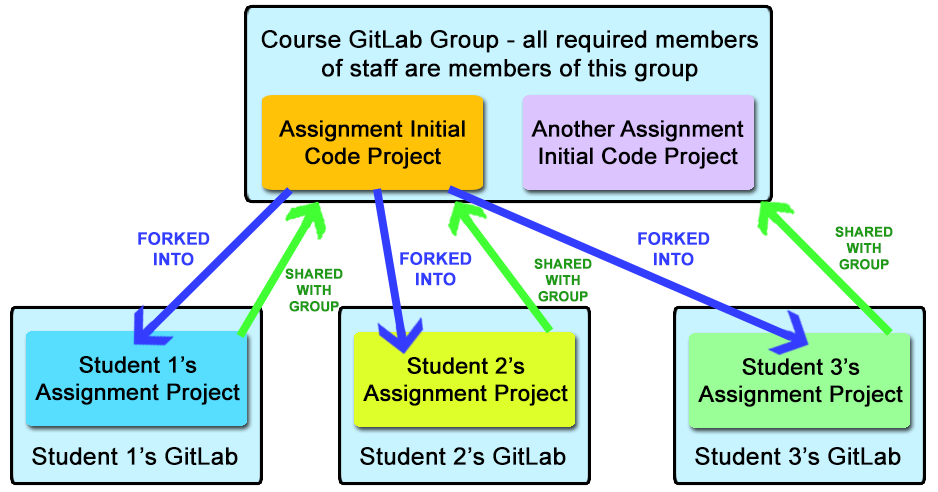 Course GitLab Group - all required members
of staff are members of this group
Assignment Initial
Code Project
Another Assignment
Initial Code Project
FORKED
INTO
SHARED
WITH
GROUP
FORKED
INTO
SHARED
WITH
GROUP
FORKED
INTO
SHARED
WITH
GROUP
Student 1's
Assignment Project
Student 1's GitLab
Student 2's
Assignment Project
Student 2's GitLab
Student 3's
Assignment Project
Student 3's GitLab